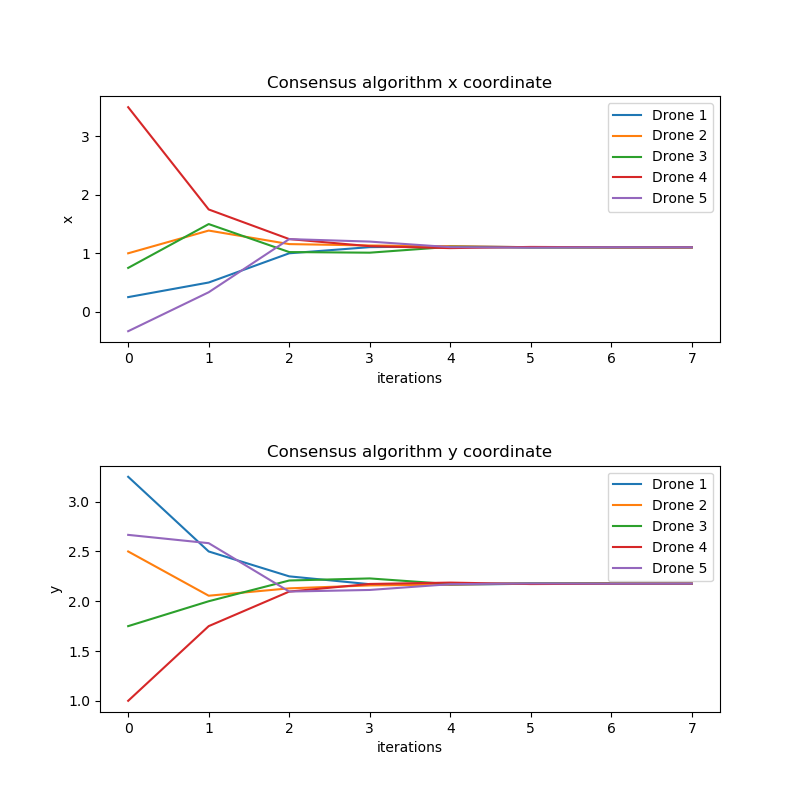 Consensus algorithm x coordinate
x
3
2
1
0
0 1 2 3 4 5 6 7
iterations
Drone 1
Drone 2
Drone 3
Drone 4
Drone 5
Consensus algorithm y coordinate
y
3.0
2.5
2.0
1.5
1.0
0 1 2 3 4 5 6 7
iterations
Drone 1
Drone 2
Drone 3
Drone 4
Drone 5